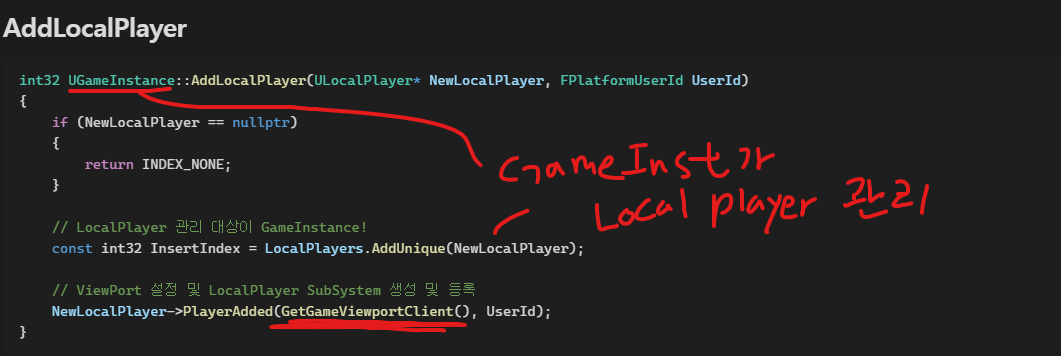 AddLocalPlayer
int32 UGameInstance::AddLocalPlayer(ULocalPlayer* NewLocalPlayer, FPlatformUserId UserId)
{
if (NewLocalPlayer == nullptr)
{
return INDEX_NONE;
}
GameInst가
Local player 관리
// LocalPlayer 관리 대상이 GameInstance!
const int32 InsertIndex = LocalPlayers.AddUnique(NewLocalPlayer);
// ViewPort 설정 및 LocalPlayer SubSystem 생성 및 등록
NewLocalPlayer->PlayerAdded(GetGameViewportClient(), UserId);
}